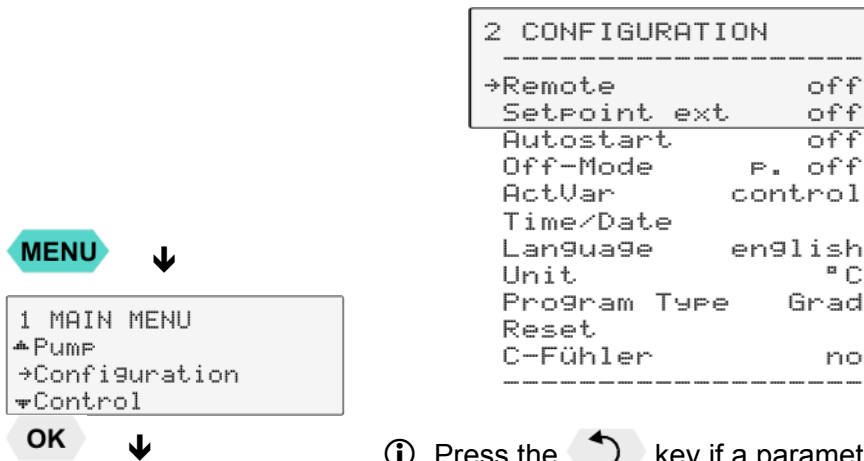 MENU
1 MAIN MENU
Pump
→Configuration
Control
OK
2 CONFIGURATION
--------------------
→Remote off
Setpoint ext off
Autostart off
Off-Mode p. off
ActVar control
Time/Date
Language english
Unit °C
Program Type Grad
Reset
C-Fühler no
--------------------
Press the key if a paramet